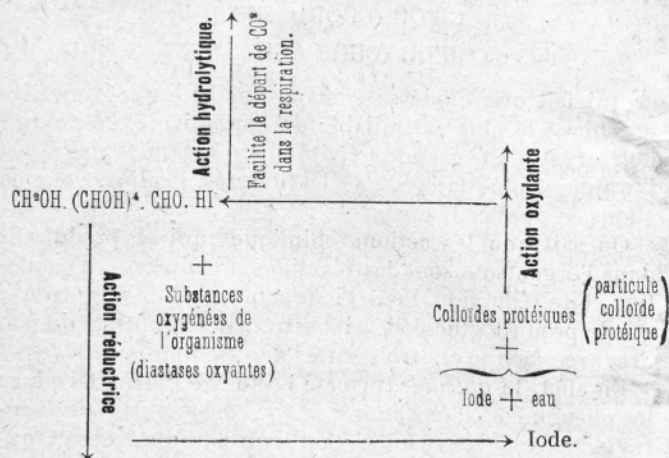 Action hydrolytique.
Facilite le départ de CO²
dans la respiration.
CH²OH. (CHOH)⁴. CHO. HI
Action oxydante
Action réductrice
+
Substances
oxygénées de
l'organisme
(diastases oxyantes)
Colloïdes protéiques (particule
colloïde
protéique)
+
Iode + eau
Iode.